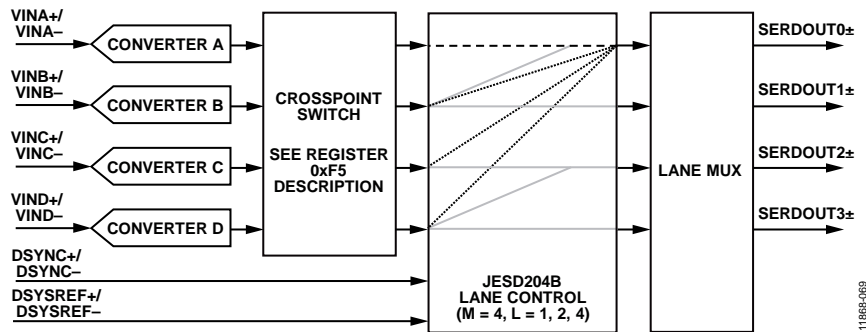 VINA+/
VINA–
CONVERTER A
VINB+/
VINB–
CONVERTER B
VINC+/
VINC–
CONVERTER C
VIND+/
VIND–
CONVERTER D
DSYNC+/
DSYNC–
DSYSREF+/
DSYSREF–
CROSSPOINT
SWITCH
SEE REGISTER
0xF5
DESCRIPTION
JESD204B
LANE CONTROL
(M = 4, L = 1, 2, 4)
LANE MUX
SERDOUT0±
SERDOUT1±
SERDOUT2±
SERDOUT3±
11868-069